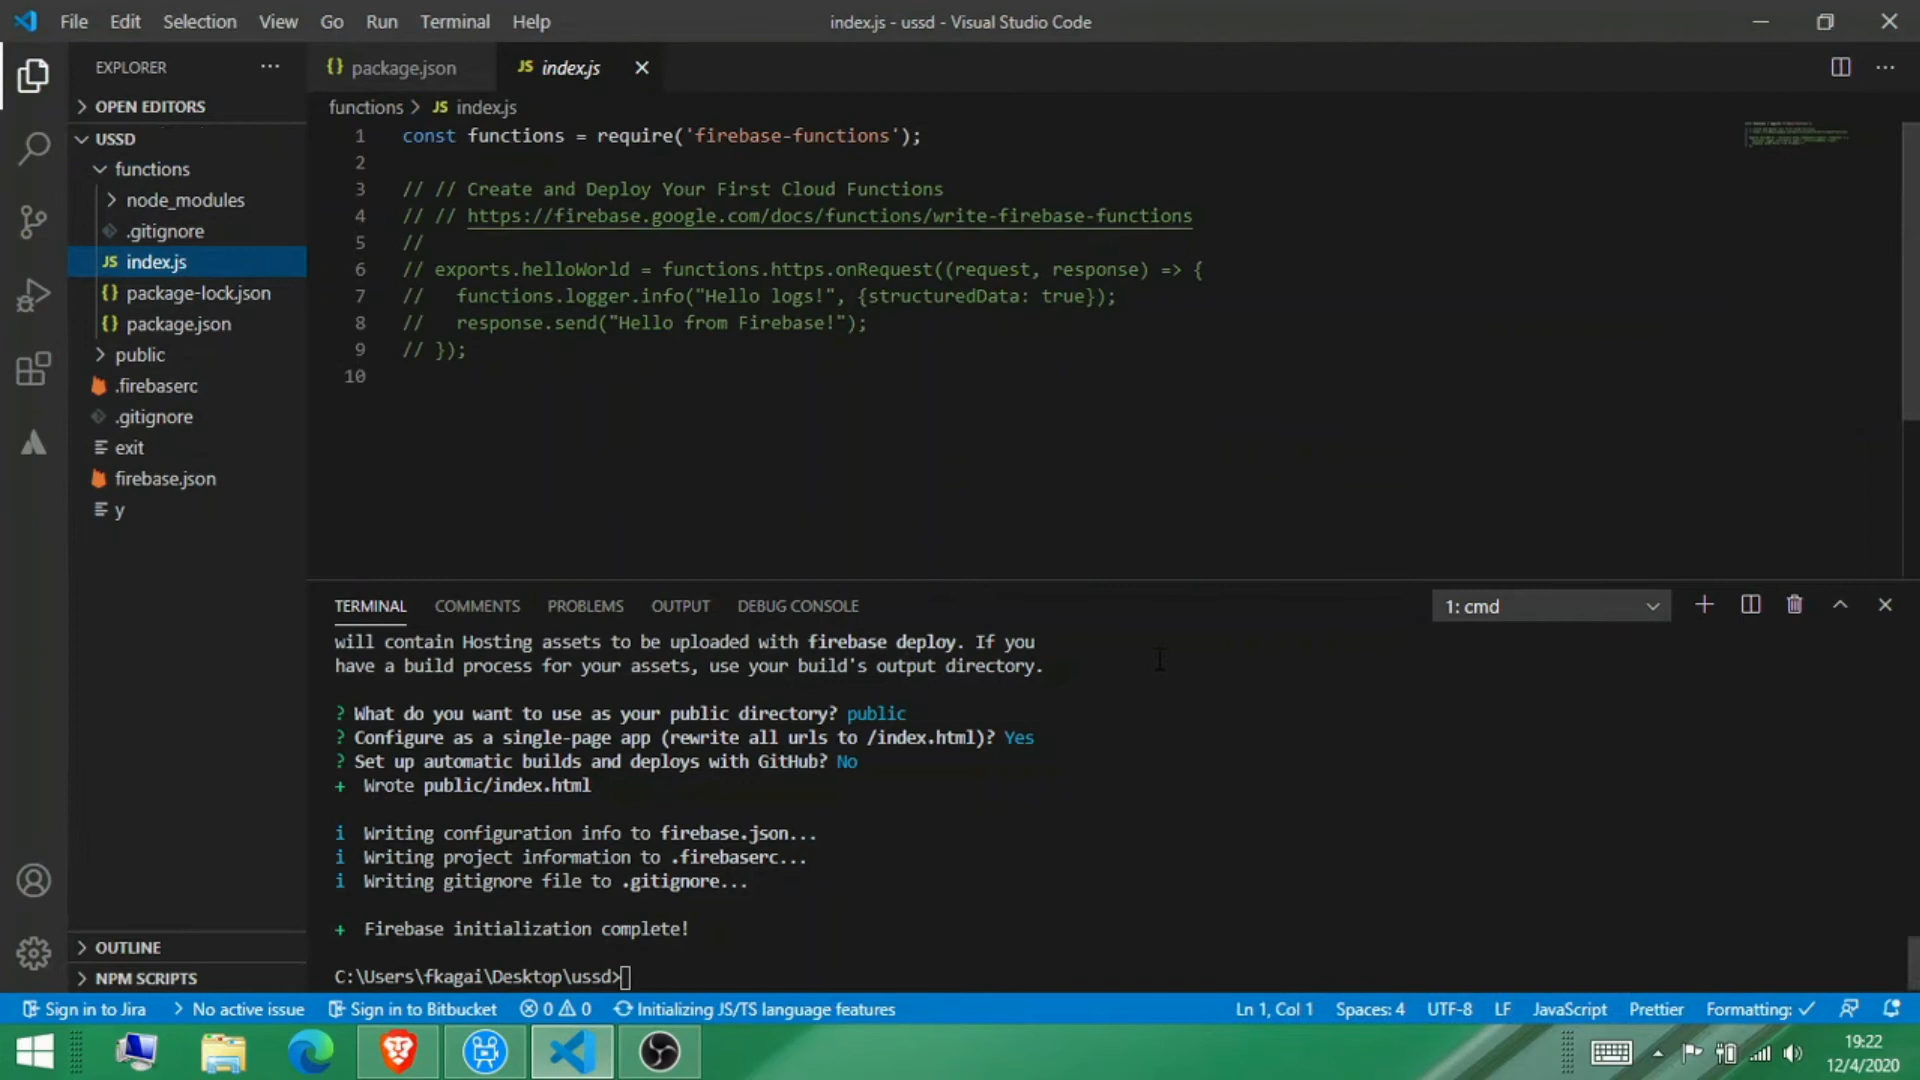 File Edit Selection View Go Run Terminal Help
index.js - ussd - Visual Studio Code
EXPLORER
{} package.json
JS index.js
OPEN EDITORS
functions > JS index.js
USSD
functions
node_modules
.gitignore
JS index.js
{} package-lock.json
{} package.json
public
.firebaserc
.gitignore
exit
firebase.json
y
OUTLINE
NPM SCRIPTS
1 const functions = require('firebase-functions');
2
3 // // Create and Deploy Your First Cloud Functions
4 // // https://firebase.google.com/docs/functions/write-firebase-functions
5 //
6 // exports.helloWorld = functions.https.onRequest((request, response) => {
7 //   functions.logger.info("Hello logs!", {structuredData: true});
8 //   response.send("Hello from Firebase!");
9 // });
10
TERMINAL COMMENTS PROBLEMS OUTPUT DEBUG CONSOLE
1: cmd
will contain Hosting assets to be uploaded with firebase deploy. If you
have a build process for your assets, use your build's output directory.
? What do you want to use as your public directory? public
? Configure as a single-page app (rewrite all urls to /index.html)? Yes
? Set up automatic builds and deploys with GitHub? No
+ Wrote public/index.html
i Writing configuration info to firebase.json...
i Writing project information to .firebaserc...
i Writing gitignore file to .gitignore...
+ Firebase initialization complete!
C:\Users\fkagai\Desktop\ussd>
Sign in to Jira > No active issue Sign in to Bitbucket 0 0 Initializing JS/TS language features Ln 1, Col 1 Spaces: 4 UTF-8 LF JavaScript Prettier Formatting: ✓
19:22
12/4/2020